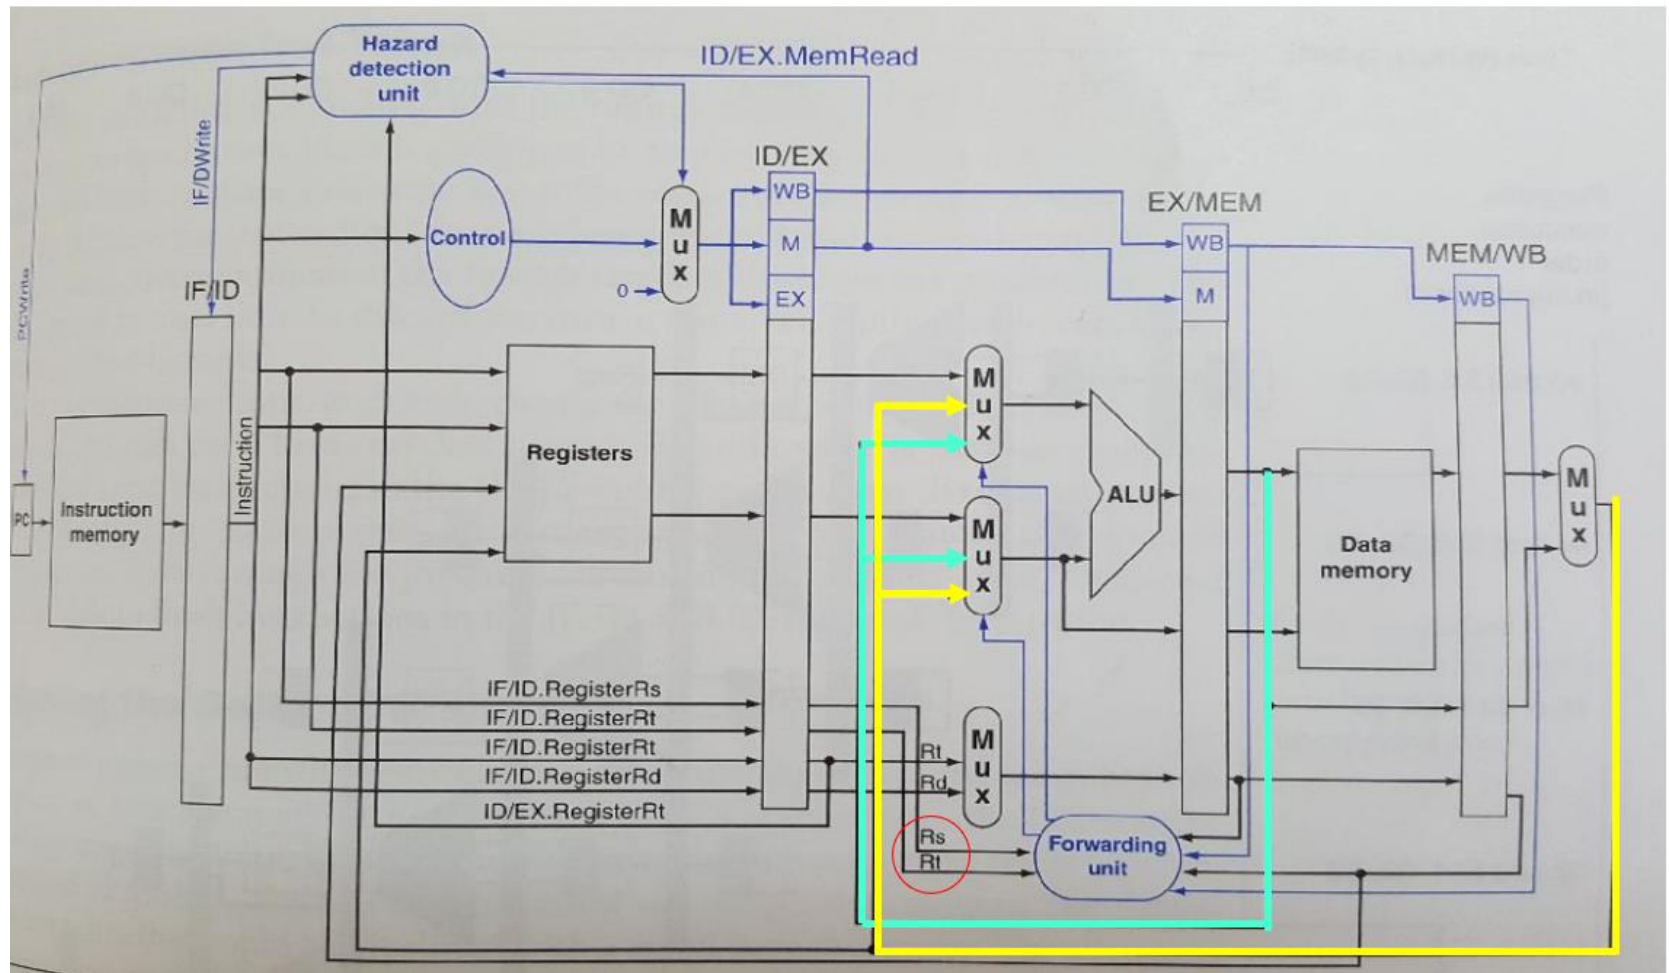 Hazard
detection
unit
ID/EX.MemRead
IF/DWrite
PCWrite
Control
0
M
u
x
ID/EX
WB
M
EX
EX/MEM
WB
M
MEM/WB
WB
IF/ID
PC
Instruction
memory
Instruction
Registers
M
u
x
M
u
x
ALU
Data
memory
M
u
x
IF/ID.RegisterRs
IF/ID.RegisterRt
IF/ID.RegisterRt
IF/ID.RegisterRd
ID/EX.RegisterRt
Rt
Rd
M
u
x
Rs
Rt
Forwarding
unit